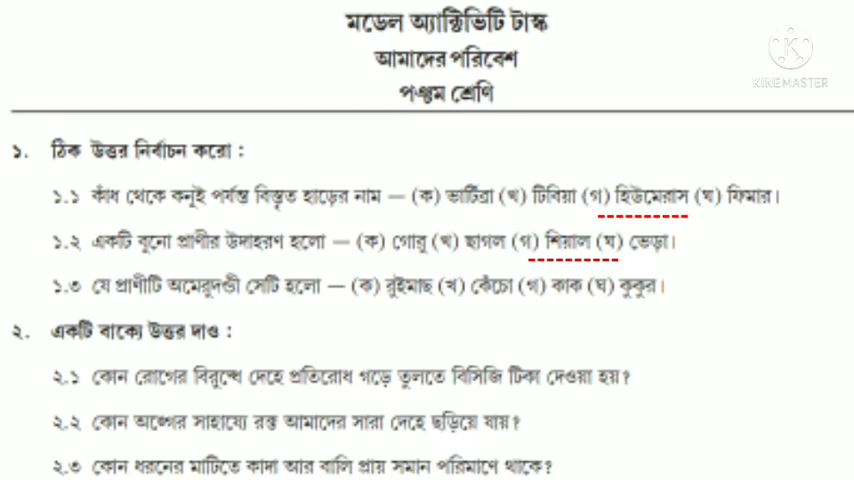 মডেল অ্যাক্টিভিটি টাস্ক
আমাদের পরিবেশ
পঞ্চম শ্রেণি
K
KINEMASTER
১. ঠিক উত্তর নির্বাচন করো :
১.১ কাঁধ থেকে কনুই পর্যন্ত বিস্তৃত হাড়ের নাম — (ক) ভার্টিব্রা (খ) টিবিয়া (গ) হিউমেরাস (ঘ) ফিমার।
১.২ একটি বুনো প্রাণীর উদাহরণ হলো — (ক) গোরু (খ) ছাগল (গ) শিয়াল (ঘ) ভেড়া।
১.৩ যে প্রাণীটি অমেরুদণ্ডী সেটি হলো — (ক) রুইমাছ (খ) কেঁচো (গ) কাক (ঘ) কুকুর।
২. একটি বাক্যে উত্তর দাও :
২.১ কোন রোগের বিরুদ্ধে দেহে প্রতিরোধ গড়ে তুলতে বিসিজি টিকা দেওয়া হয়?
২.২ কোন অঙ্গের সাহায্যে রক্ত আমাদের সারা দেহে ছড়িয়ে যায়?
২.৩ কোন ধরনের মাটিতে কাদা আর বালি প্রায় সমান পরিমাণে থাকে?